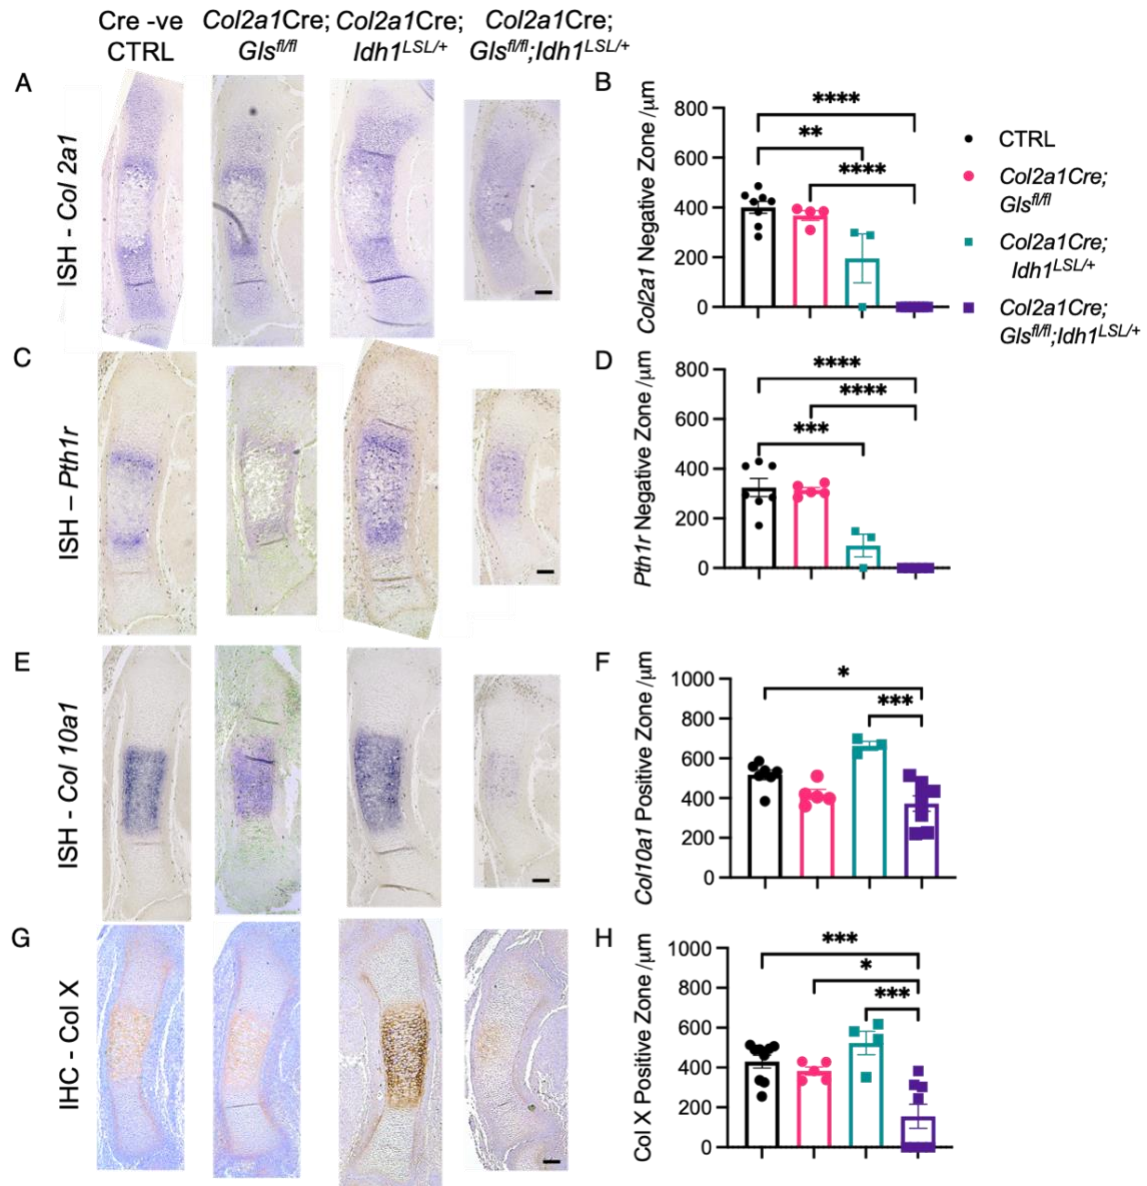 Cre -ve
CTRL
Col2a1Cre;
Gls^fl/fl
Col2a1Cre;
Idh1^LSL/+
Col2a1Cre;
Gls^fl/fl;Idh1^LSL/+
A
ISH - Col 2a1
B
Col2a1 Negative Zone /μm
800
600
400
200
0
****
**
****
CTRL
Col2a1Cre;
Gls^fl/fl
Col2a1Cre;
Idh1^LSL/+
Col2a1Cre;
Gls^fl/fl;Idh1^LSL/+
C
ISH – Pth1r
D
Pth1r Negative Zone /μm
800
600
400
200
0
****
****
***
E
ISH - Col 10a1
F
Col10a1 Positive Zone /μm
1000
800
600
400
200
0
*
***
G
IHC - Col X
H
Col X Positive Zone /μm
1000
800
600
400
200
0
***
*
***